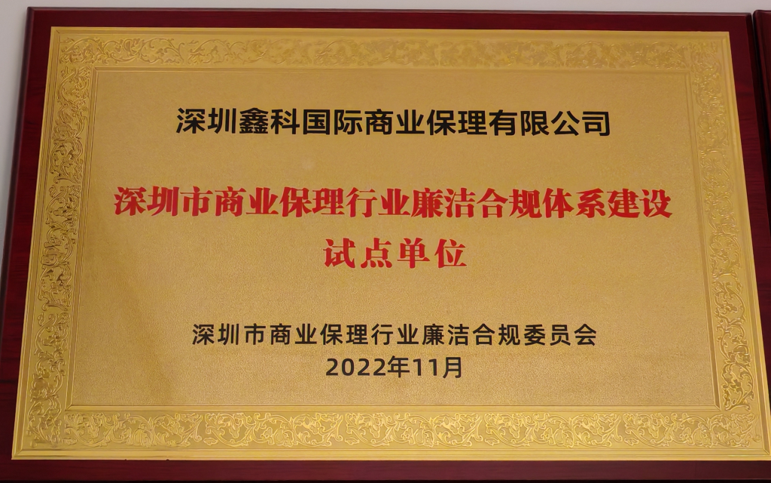 深圳鑫科国际商业保理有限公司
深圳市商业保理行业廉洁合规体系建设
试点单位
深圳市商业保理行业廉洁合规委员会
2022年11月